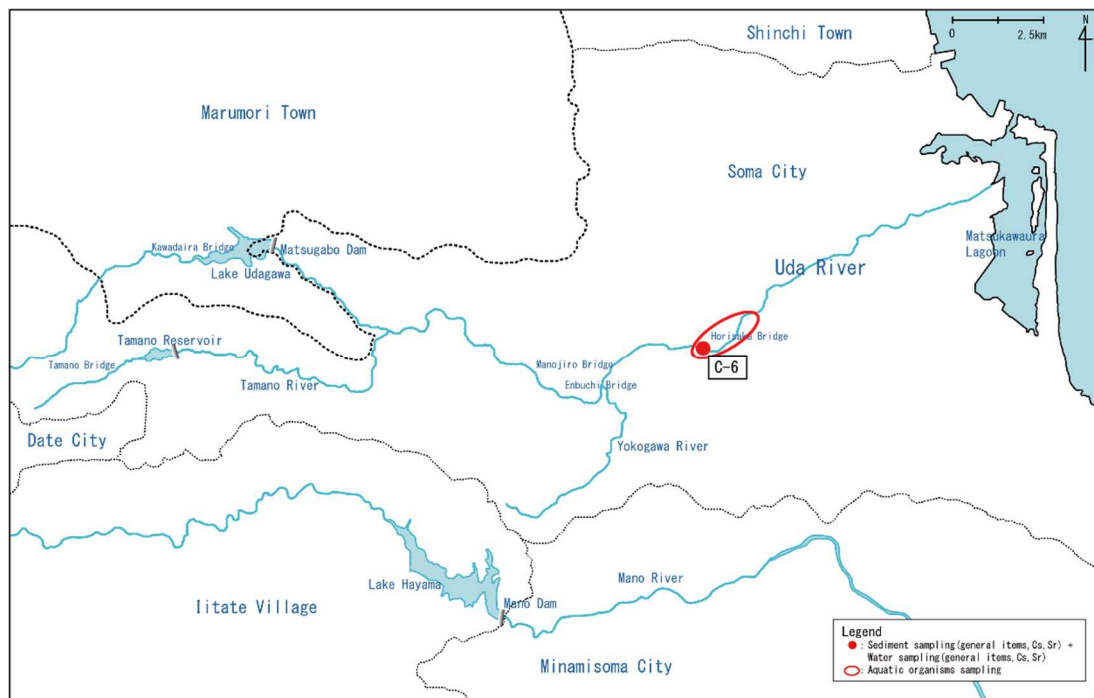 Shinchi Town
N
0
2.5km
Marumori Town
Soma City
Kawadaira Bridge
Matsugabo Dam
Lake Udagawa
Matsukawaura
Lagoon
Uda River
Tamano Reservoir
Horisaka Bridge
Tamano Bridge
Manojiro Bridge
C-6
Tamano River
Enbuchi Bridge
Date City
Yokogawa River
Lake Hayama
Mano River
Iitate Village
Mano Dam
Minamisoma City
Legend
: Sediment sampling(general items,Cs,Sr) +
Water sampling(general items,Cs,Sr)
: Aquatic organisms sampling